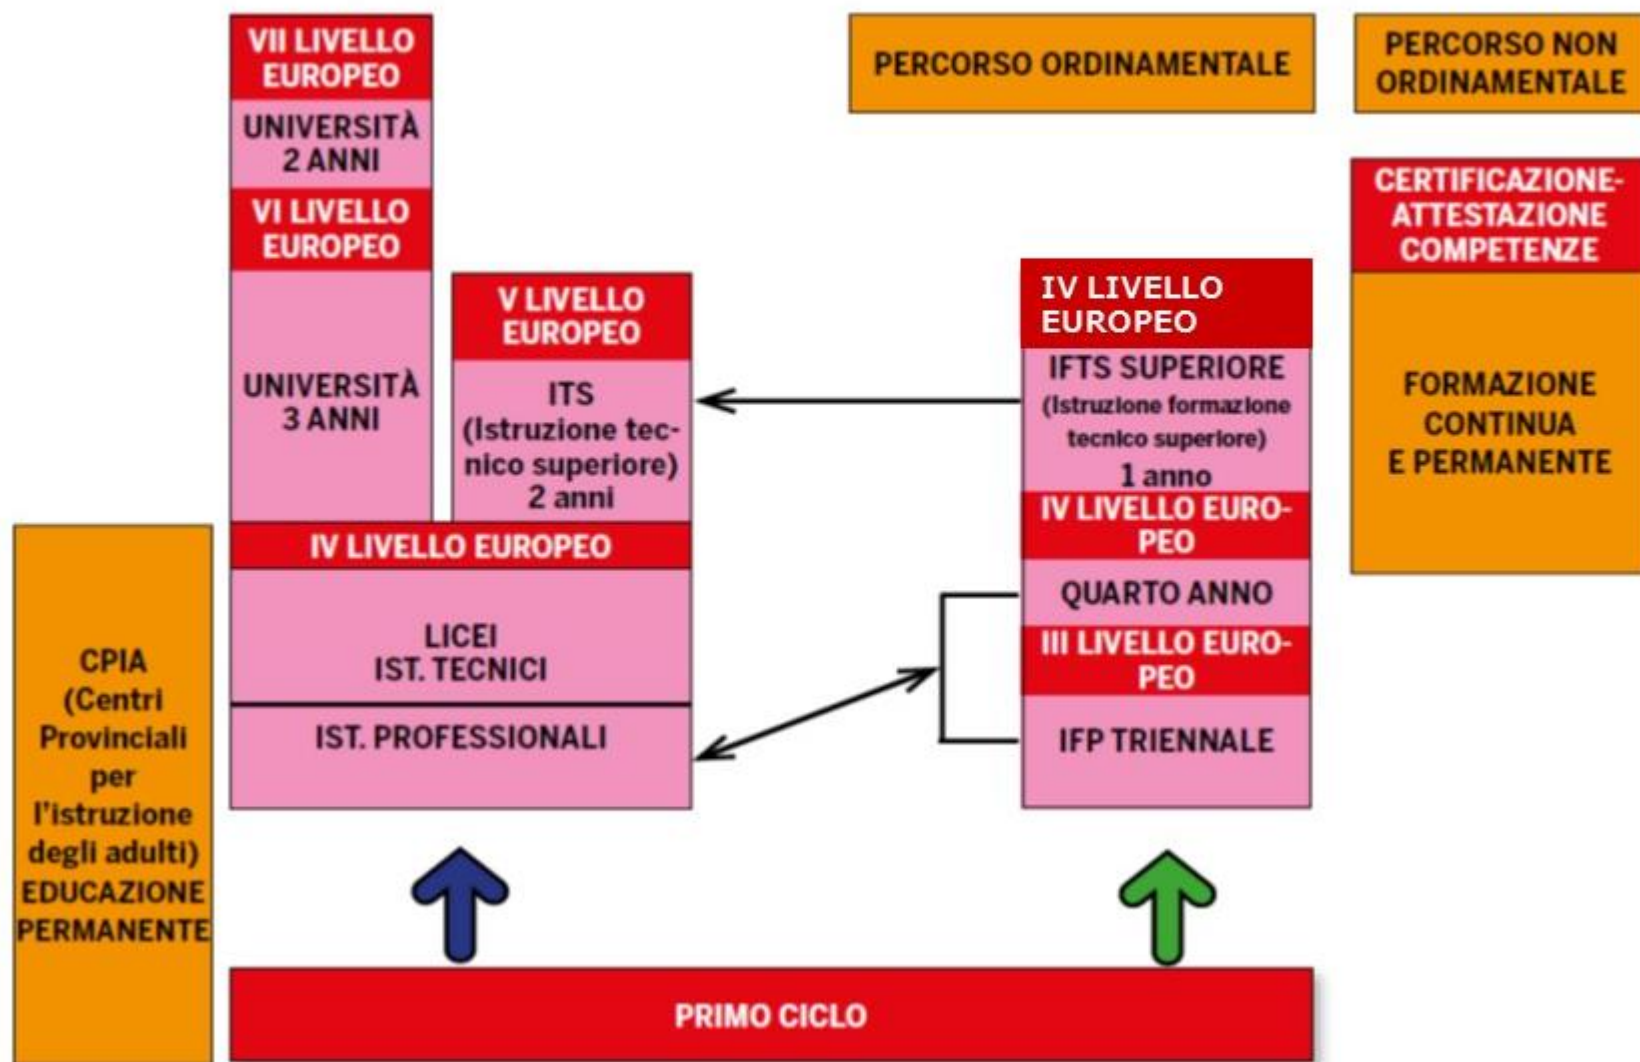 VII LIVELLO
EUROPEO
UNIVERSITÀ
2 ANNI
VI LIVELLO
EUROPEO
UNIVERSITÀ
3 ANNI
V LIVELLO
EUROPEO
ITS
(Istruzione tec-
nico superiore)
2 anni
IV LIVELLO EUROPEO
LICEI
IST. TECNICI
IST. PROFESSIONALI
CPIA
(Centri
Provinciali
per
l'istruzione
degli adulti)
EDUCAZIONE
PERMANENTE
PERCORSO ORDINAMENTALE
IV LIVELLO
EUROPEO
IFTS SUPERIORE
(Istruzione formazione
tecnico superiore)
1 anno
IV LIVELLO EURO-
PEO
QUARTO ANNO
III LIVELLO EURO-
PEO
IFP TRIENNALE
PERCORSO NON
ORDINAMENTALE
CERTIFICAZIONE-
ATTESTAZIONE
COMPETENZE
FORMAZIONE
CONTINUA
E PERMANENTE
PRIMO CICLO